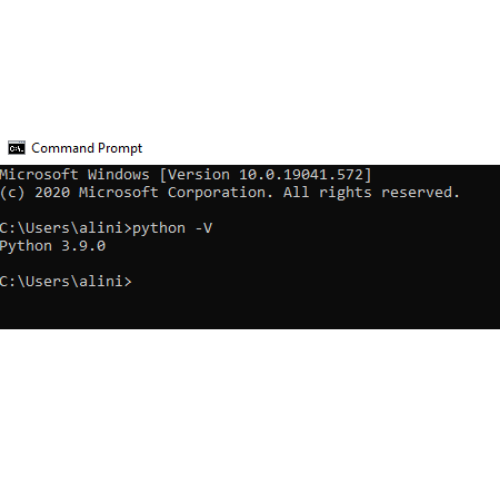 Command Prompt
Microsoft Windows [Version 10.0.19041.572]
(c) 2020 Microsoft Corporation. All rights reserved.
C:\Users\alini>python -V
Python 3.9.0
C:\Users\alini>